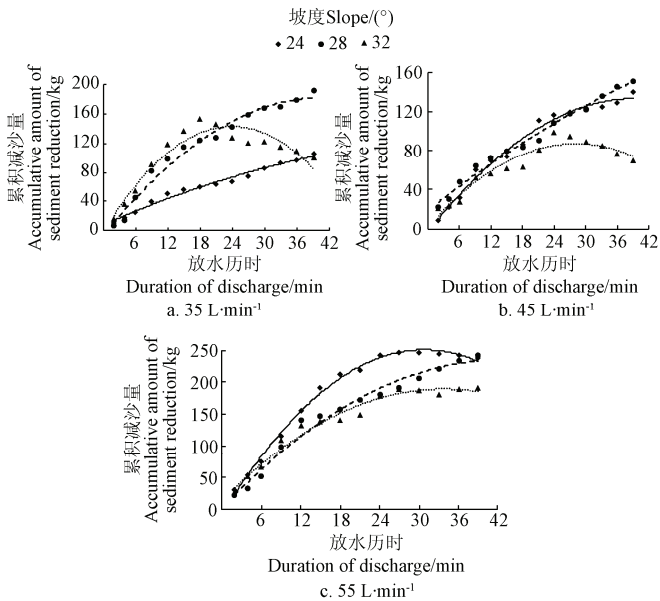 坡度Slope/(°)
24 28 32
累积减沙量
Accumulative amount of
sediment reduction/kg
200
160
120
80
40
0
6 12 18 24 30 36 42
放水历时
Duration of discharge/min
a. 35 L·min-1
累积减沙量
Accumulative amount of
sediment reduction/kg
160
120
80
40
0
6 12 18 24 30 36 42
放水历时
Duration of discharge/min
b. 45 L·min-1
累积减沙量
Accumulative amount of
sediment reduction/kg
250
200
150
100
50
0
6 12 18 24 30 36 42
放水历时
Duration of discharge/min
c. 55 L·min-1